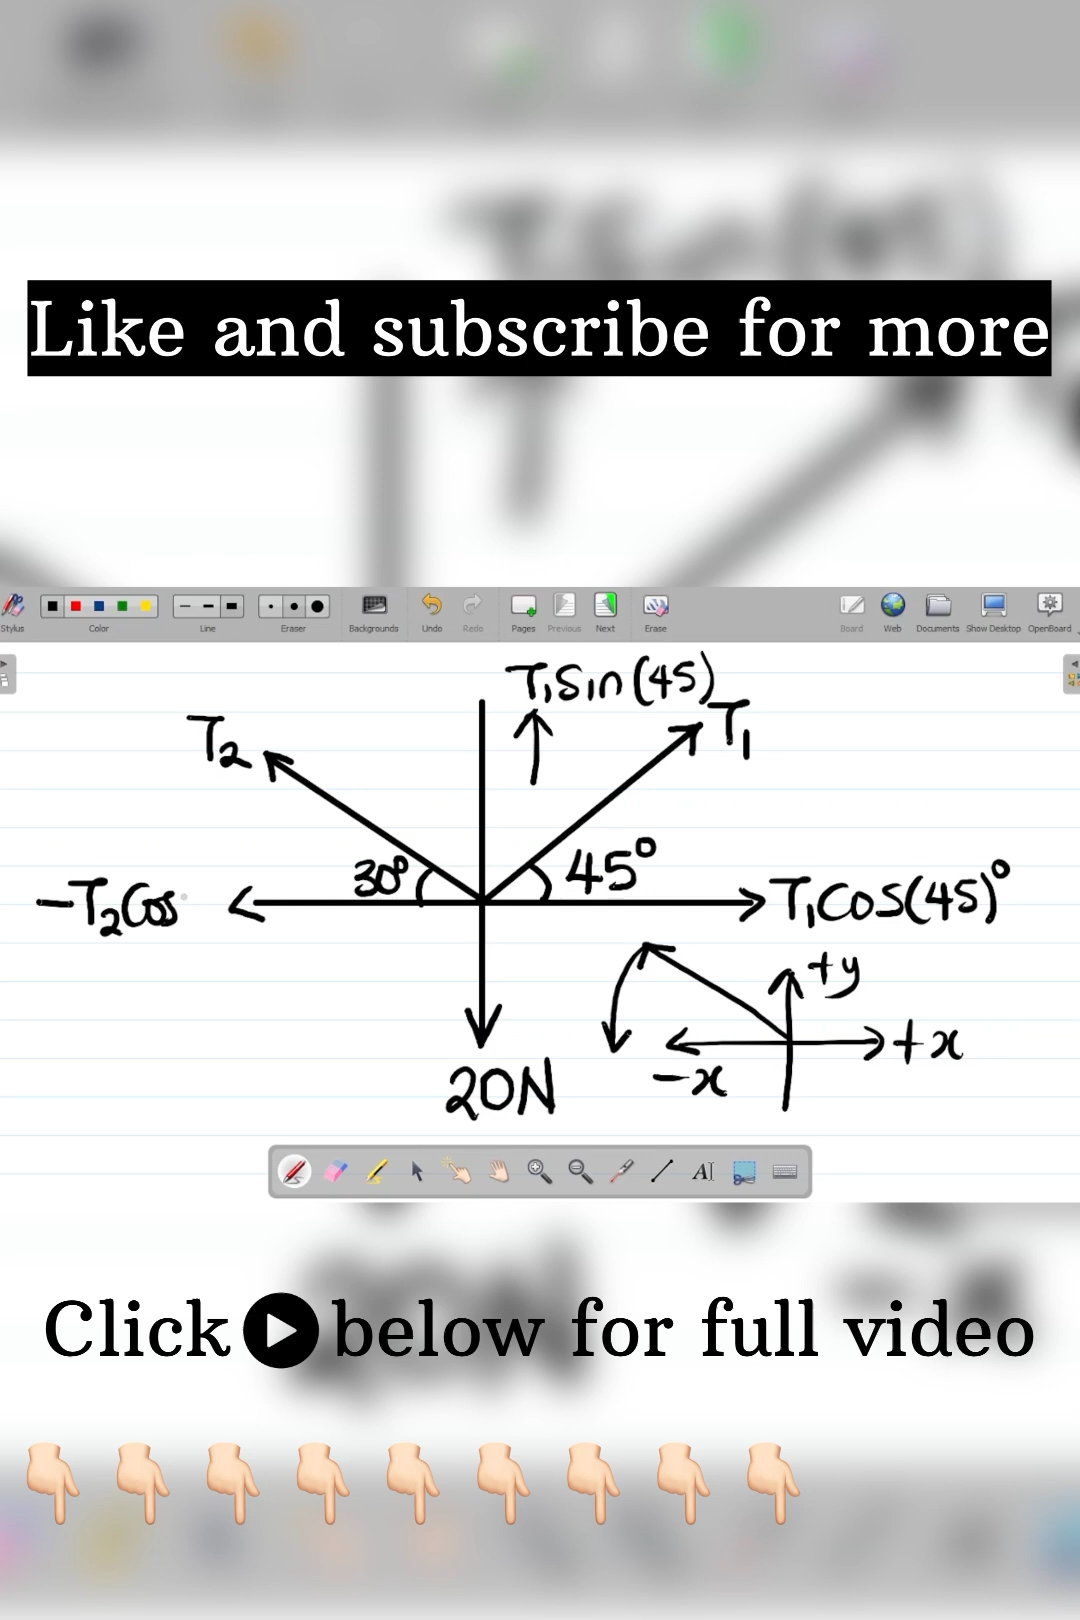 Like and subscribe for more
Stylus
Color
Line
Eraser
Backgrounds
Undo
Redo
Pages
Previous
Next
Erase
Board
Web
Documents
Show Desktop
OpenBoard
T₁Sin(45)
T₂
T₁
30°
45°
-T₂Cos
T₁Cos(45)°
+y
+x
-x
20N
AI
Click below for full video